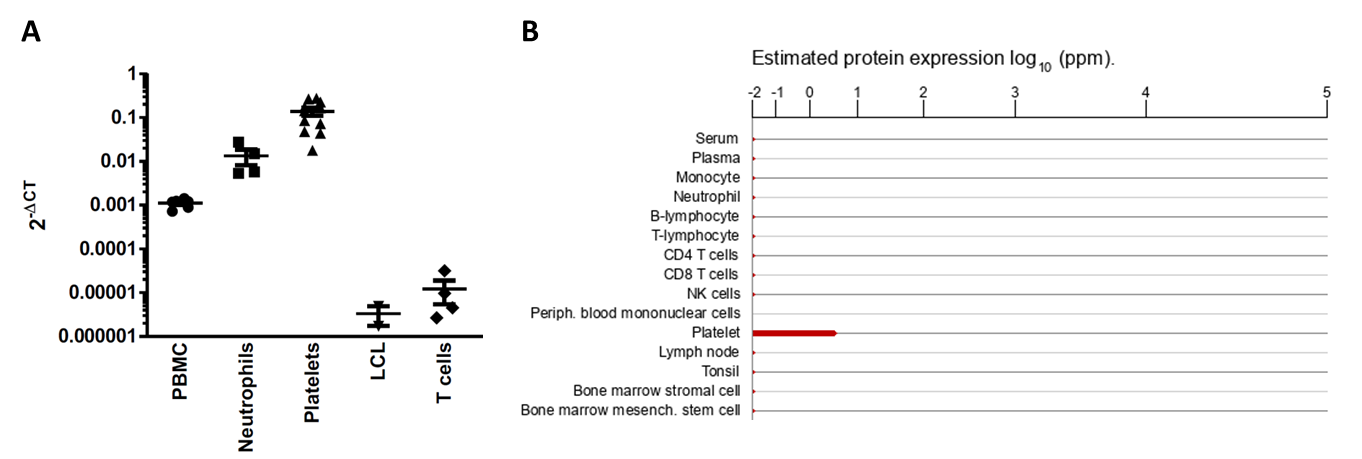 A
2^-ΔCT
1
0.1
0.01
0.001
0.0001
0.00001
0.000001
PBMC
Neutrophils
Platelets
LCL
T cells
B
Estimated protein expression log10 (ppm).
-2 -1 0 1 2 3 4 5
Serum
Plasma
Monocyte
Neutrophil
B-lymphocyte
T-lymphocyte
CD4 T cells
CD8 T cells
NK cells
Periph. blood mononuclear cells
Platelet
Lymph node
Tonsil
Bone marrow stromal cell
Bone marrow mesench. stem cell